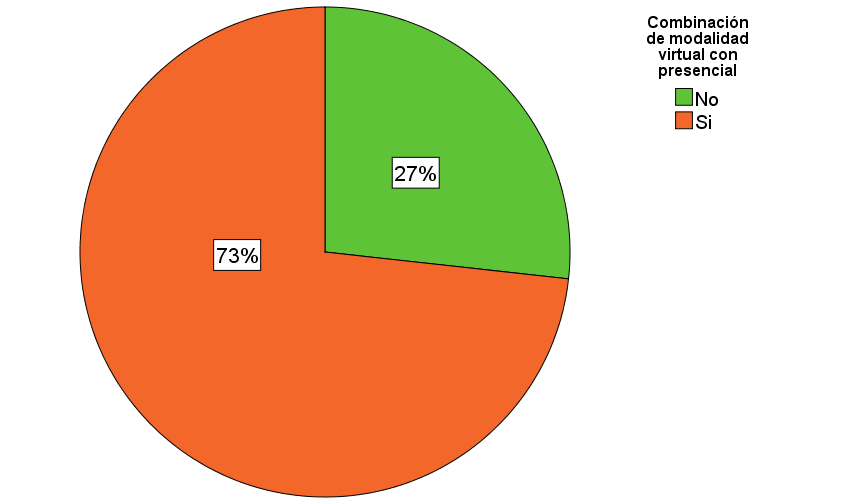 Combinación
de modalidad
virtual con
presencial
No
Si
27%
73%